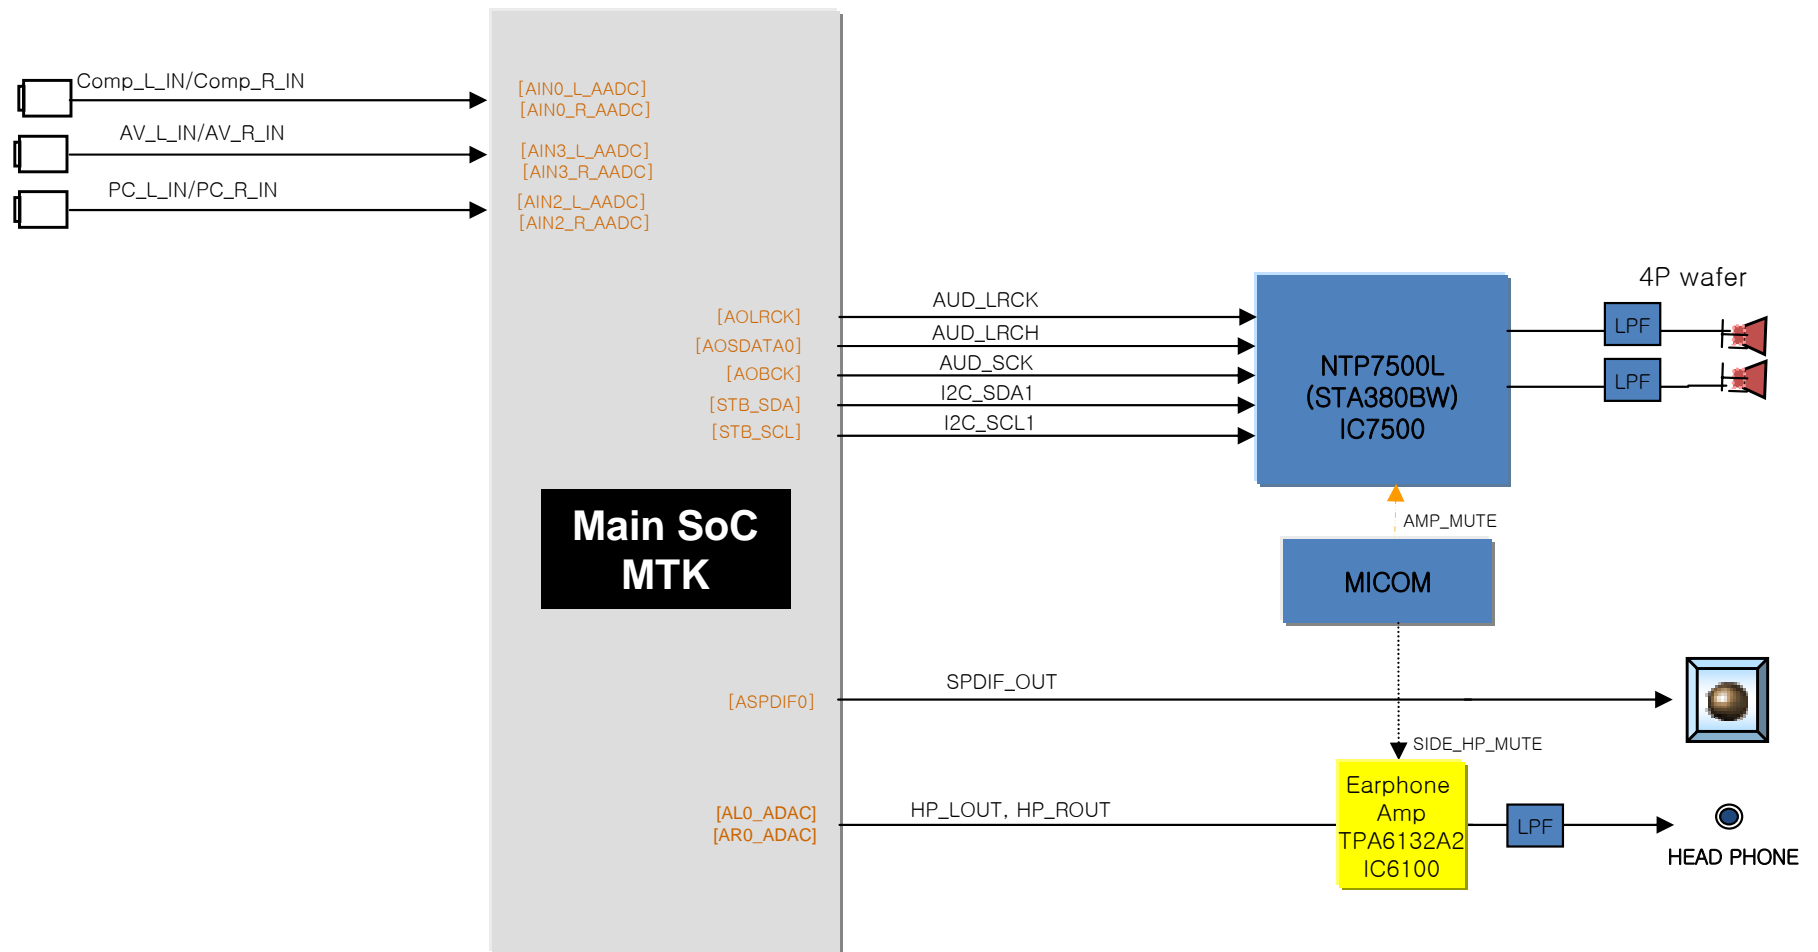 Comp_L_IN/Comp_R_IN
[AIN0_L_AADC]
[AIN0_R_AADC]
AV_L_IN/AV_R_IN
[AIN3_L_AADC]
[AIN3_R_AADC]
PC_L_IN/PC_R_IN
[AIN2_L_AADC]
[AIN2_R_AADC]
4P wafer
[AOLRCK]
AUD_LRCK
LPF
[AOSDATA0]
AUD_LRCH
[AOBCK]
AUD_SCK
LPF
[STB_SDA]
I2C_SDA1
[STB_SCL]
I2C_SCL1
NTP7500L
(STA380BW)
IC7500
AMP_MUTE
Main SoC
MTK
MICOM
[ASPDIF0]
SPDIF_OUT
SIDE_HP_MUTE
[AL0_ADAC]
[AR0_ADAC]
HP_LOUT, HP_ROUT
Earphone
Amp
TPA6132A2
IC6100
LPF
HEAD PHONE